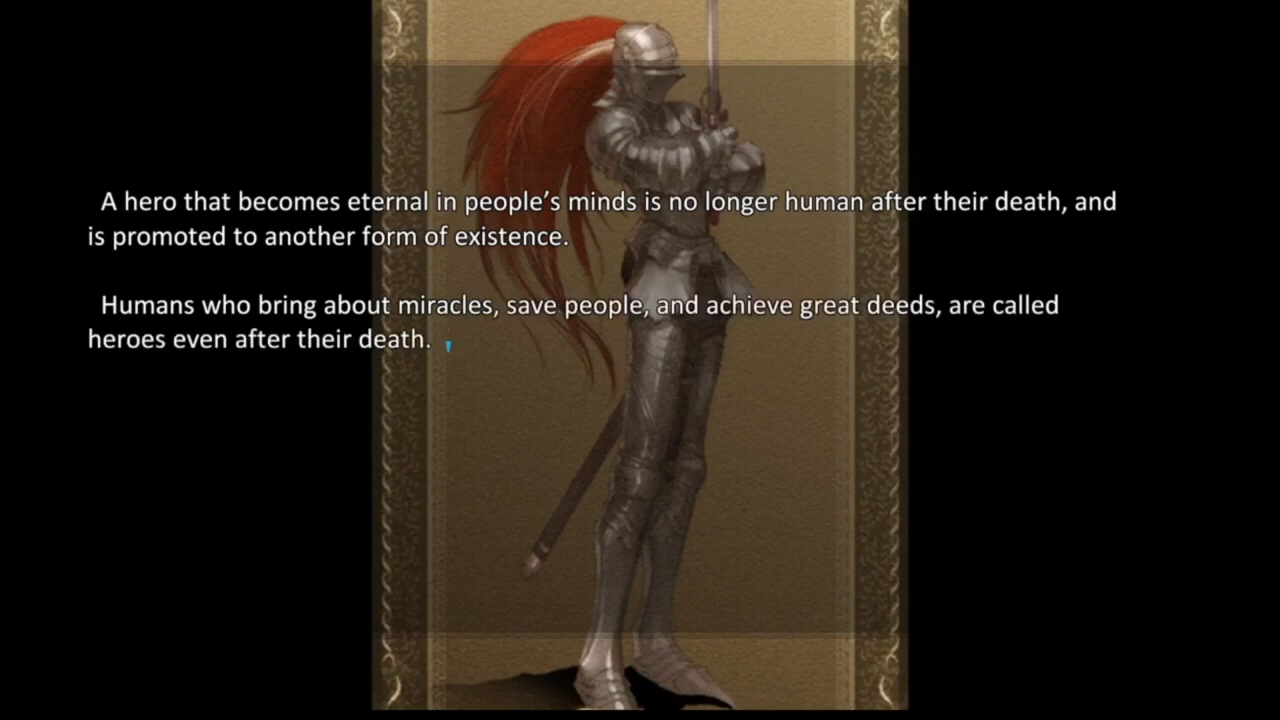 A hero that becomes eternal in people’s minds is no longer human after their death, and
is promoted to another form of existence.
Humans who bring about miracles, save people, and achieve great deeds, are called
heroes even after their death.